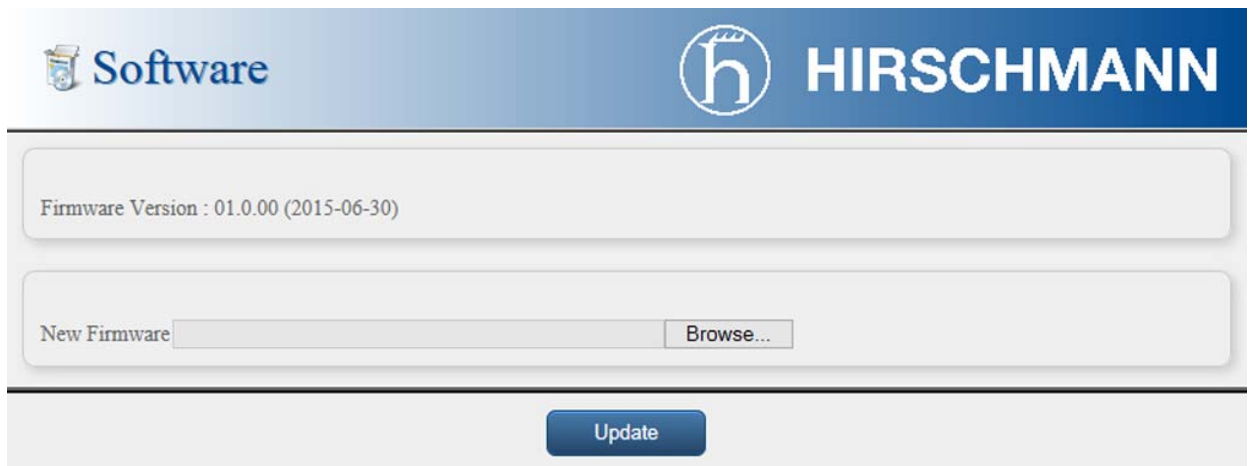 Software
HIRSCHMANN
Firmware Version : 01.0.00 (2015-06-30)
New Firmware Browse...
Update